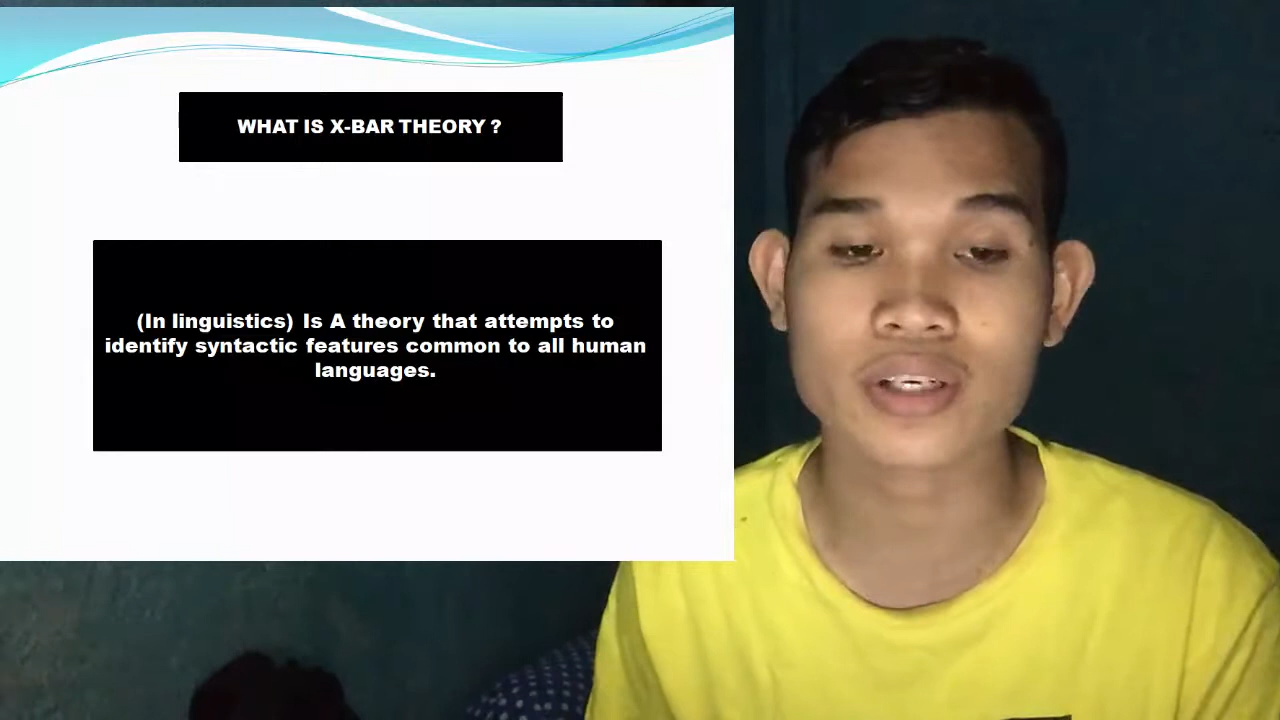 WHAT IS X-BAR THEORY ?
(In linguistics) Is A theory that attempts to
identify syntactic features common to all human
languages.